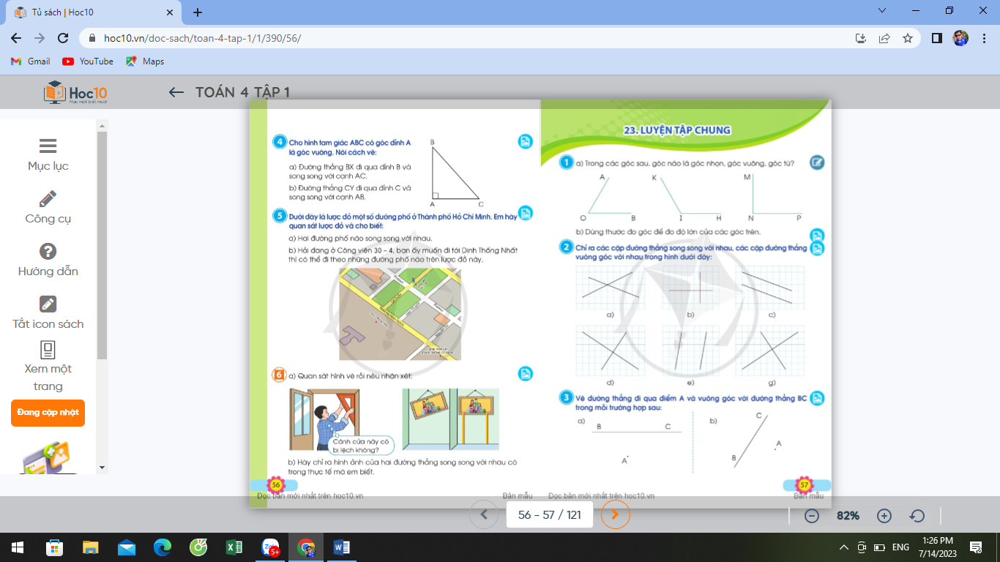 Tủ sách | Hoc10
hoc10.vn/doc-sach/toan-4-tap-1/1/390/56/
Gmail
YouTube
Maps
Hoc10
Học một biết mười
TOÁN 4 TẬP 1
Mục lục
Công cụ
Hướng dẫn
Tắt icon sách
Xem một
trang
Đang cập nhật
4 Cho hình tam giác ABC có góc đỉnh A
là góc vuông. Nói cách vẽ:
a) Đường thẳng BX đi qua đỉnh B và
song song với cạnh AC.
b) Đường thẳng CY đi qua đỉnh C và
song song với cạnh AB.
B
A
C
5 Dưới đây là lược đồ một số đường phố ở Thành phố Hồ Chí Minh. Em hãy
quan sát lược đồ và cho biết:
a) Hai đường phố nào song song với nhau.
b) Hải đang ở Công viên 30 – 4, bạn ấy muốn đi tới Dinh Thống Nhất
thì có thể đi theo những đường phố nào trên lược đồ này.
6 a) Quan sát hình vẽ rồi nêu nhận xét:
Cánh cửa này có
bị lệch không?
b) Hãy chỉ ra hình ảnh của hai đường thẳng song song với nhau có
trong thực tế mà em biết.
56
Đọc bản mới nhất trên hoc10.vn
Bản mẫu
23. LUYỆN TẬP CHUNG
1 a) Trong các góc sau, góc nào là góc nhọn, góc vuông, góc tù?
A
O
B
K
I
H
M
N
P
b) Dùng thước đo góc để đo độ lớn của các góc trên.
2 Chỉ ra các cặp đường thẳng song song với nhau, các cặp đường thẳng
vuông góc với nhau trong hình dưới đây:
a)
b)
c)
d)
e)
g)
3 Vẽ đường thẳng đi qua điểm A và vuông góc với đường thẳng BC
trong mỗi trường hợp sau:
a)
B
C
A
b)
C
A
B
57
Đọc bản mới nhất trên hoc10.vn
Bản mẫu
56 - 57 / 121
82%
Zalo
5+
ENG
1:26 PM
7/14/2023